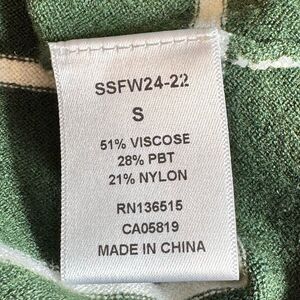 SSFW24-22
S
51% VISCOSE
28% PBT
21% NYLON
RN136515
CA05819
MADE IN CHINA